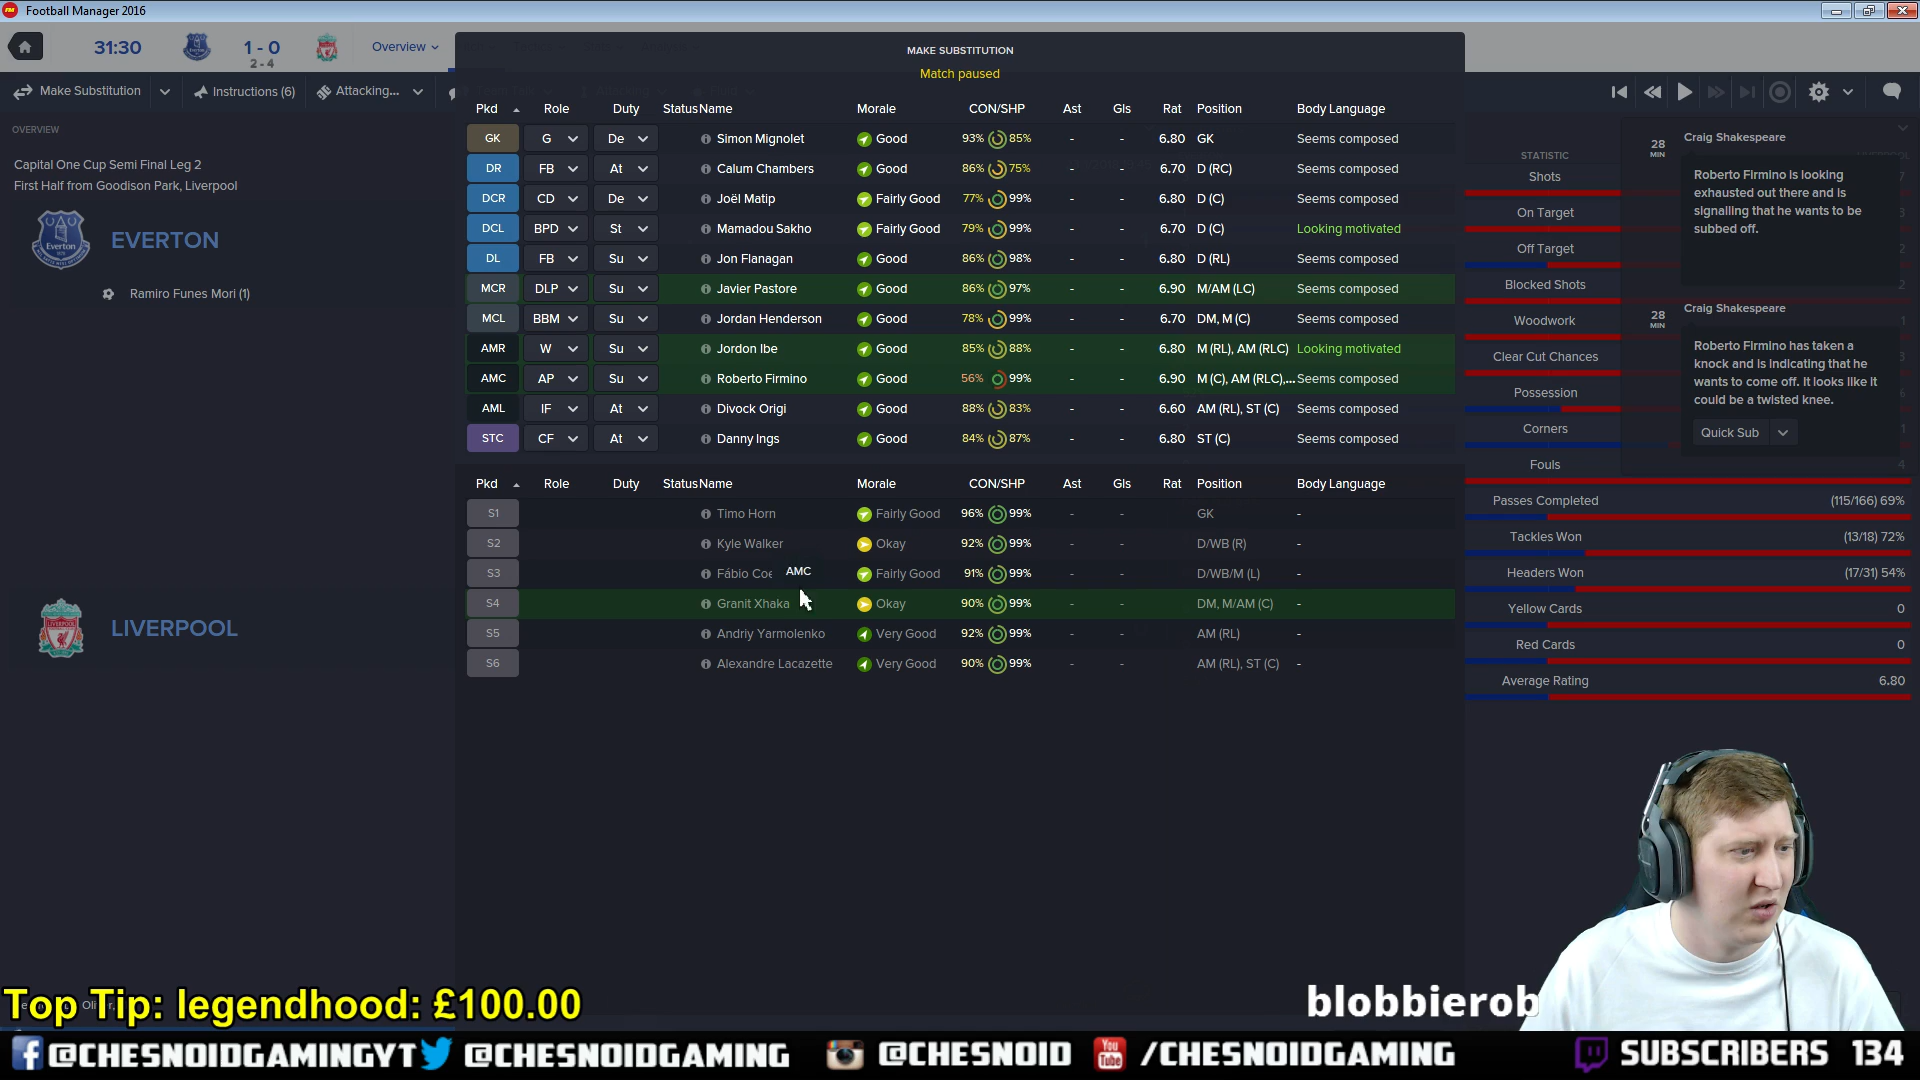 Football Manager 2016
31:30
1 - 0
2 - 4
Overview
MAKE SUBSTITUTION
Match paused
Make Substitution
Instructions (6)
Attacking...
OVERVIEW
Capital One Cup Semi Final Leg 2
First Half from Goodison Park, Liverpool
Everton
EVERTON
Ramiro Funes Mori (1)
LIVERPOOL
Pkd Role Duty Status Name Morale CON/SHP Ast Gls Rat Position Body Language
GK G De Simon Mignolet Good 93% 85% - - 6.80 GK Seems composed
DR FB At Calum Chambers Good 86% 75% - - 6.70 D (RC) Seems composed
DCR CD De Joël Matip Fairly Good 77% 99% - - 6.80 D (C) Seems composed
DCL BPD St Mamadou Sakho Fairly Good 79% 99% - - 6.70 D (C) Looking motivated
DL FB Su Jon Flanagan Good 86% 98% - - 6.80 D (RL) Seems composed
MCR DLP Su Javier Pastore Good 86% 97% - - 6.90 M/AM (LC) Seems composed
MCL BBM Su Jordan Henderson Good 78% 99% - - 6.70 DM, M (C) Seems composed
AMR W Su Jordon Ibe Good 85% 88% - - 6.80 M (RL), AM (RLC) Looking motivated
AMC AP Su Roberto Firmino Good 56% 99% - - 6.90 M (C), AM (RLC),... Seems composed
AML IF At Divock Origi Good 88% 83% - - 6.60 AM (RL), ST (C) Seems composed
STC CF At Danny Ings Good 84% 87% - - 6.80 ST (C) Seems composed
Pkd Role Duty Status Name Morale CON/SHP Ast Gls Rat Position Body Language
S1 Timo Horn Fairly Good 96% 99% - - - GK -
S2 Kyle Walker Okay 92% 99% - - - D/WB (R) -
S3 Fábio Coe AMC Fairly Good 91% 99% - - - D/WB/M (L) -
S4 Granit Xhaka Okay 90% 99% - - - DM, M/AM (C) -
S5 Andriy Yarmolenko Very Good 92% 99% - - - AM (RL) -
S6 Alexandre Lacazette Very Good 90% 99% - - - AM (RL), ST (C) -
STATISTIC
Shots
On Target
Off Target
Blocked Shots
Woodwork
Clear Cut Chances
Possession
Corners
Fouls 4
Passes Completed (115/166) 69%
Tackles Won (13/18) 72%
Headers Won (17/31) 54%
Yellow Cards 0
Red Cards 0
Average Rating 6.80
28 MIN
Craig Shakespeare
Roberto Firmino is looking
exhausted out there and is
signalling that he wants to be
subbed off.
28 MIN
Craig Shakespeare
Roberto Firmino has taken a
knock and is indicating that he
wants to come off. It looks like it
could be a twisted knee.
Quick Sub
Top Tip: legendhood: £100.00
blobbierob
@CHESNOIDGAMINGYT @CHESNOIDGAMING @CHESNOID You Tube /CHESNOIDGAMING SUBSCRIBERS 134